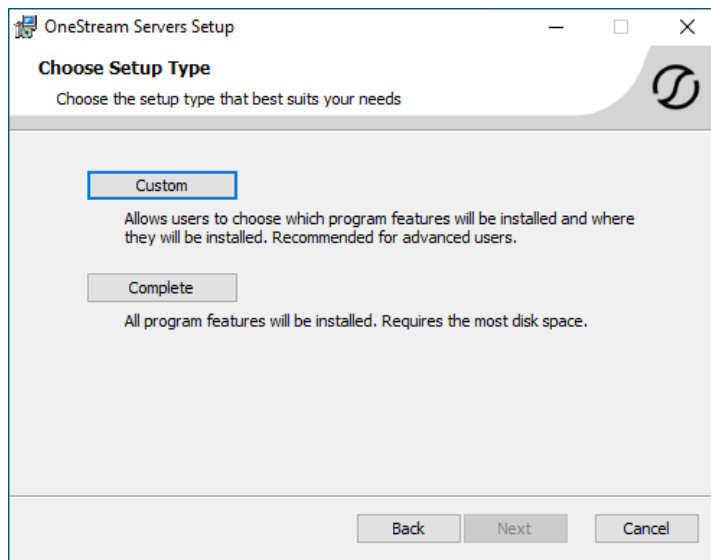 OneStream Servers Setup
Choose Setup Type
Choose the setup type that best suits your needs
Custom
Allows users to choose which program features will be installed and where
they will be installed. Recommended for advanced users.
Complete
All program features will be installed. Requires the most disk space.
Back
Next
Cancel